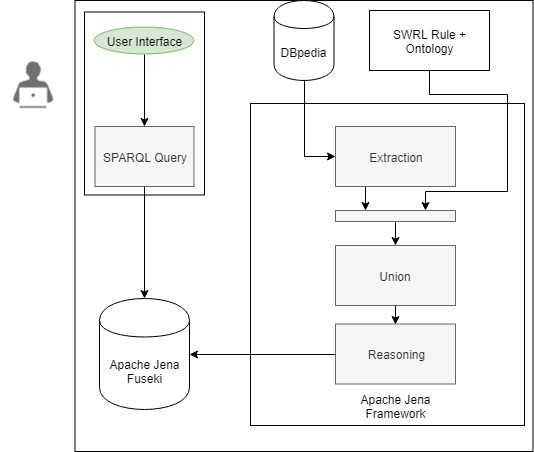 User Interface
DBpedia
SWRL Rule +
Ontology
SPARQL Query
Extraction
Union
Reasoning
Apache Jena
Fuseki
Apache Jena
Framework